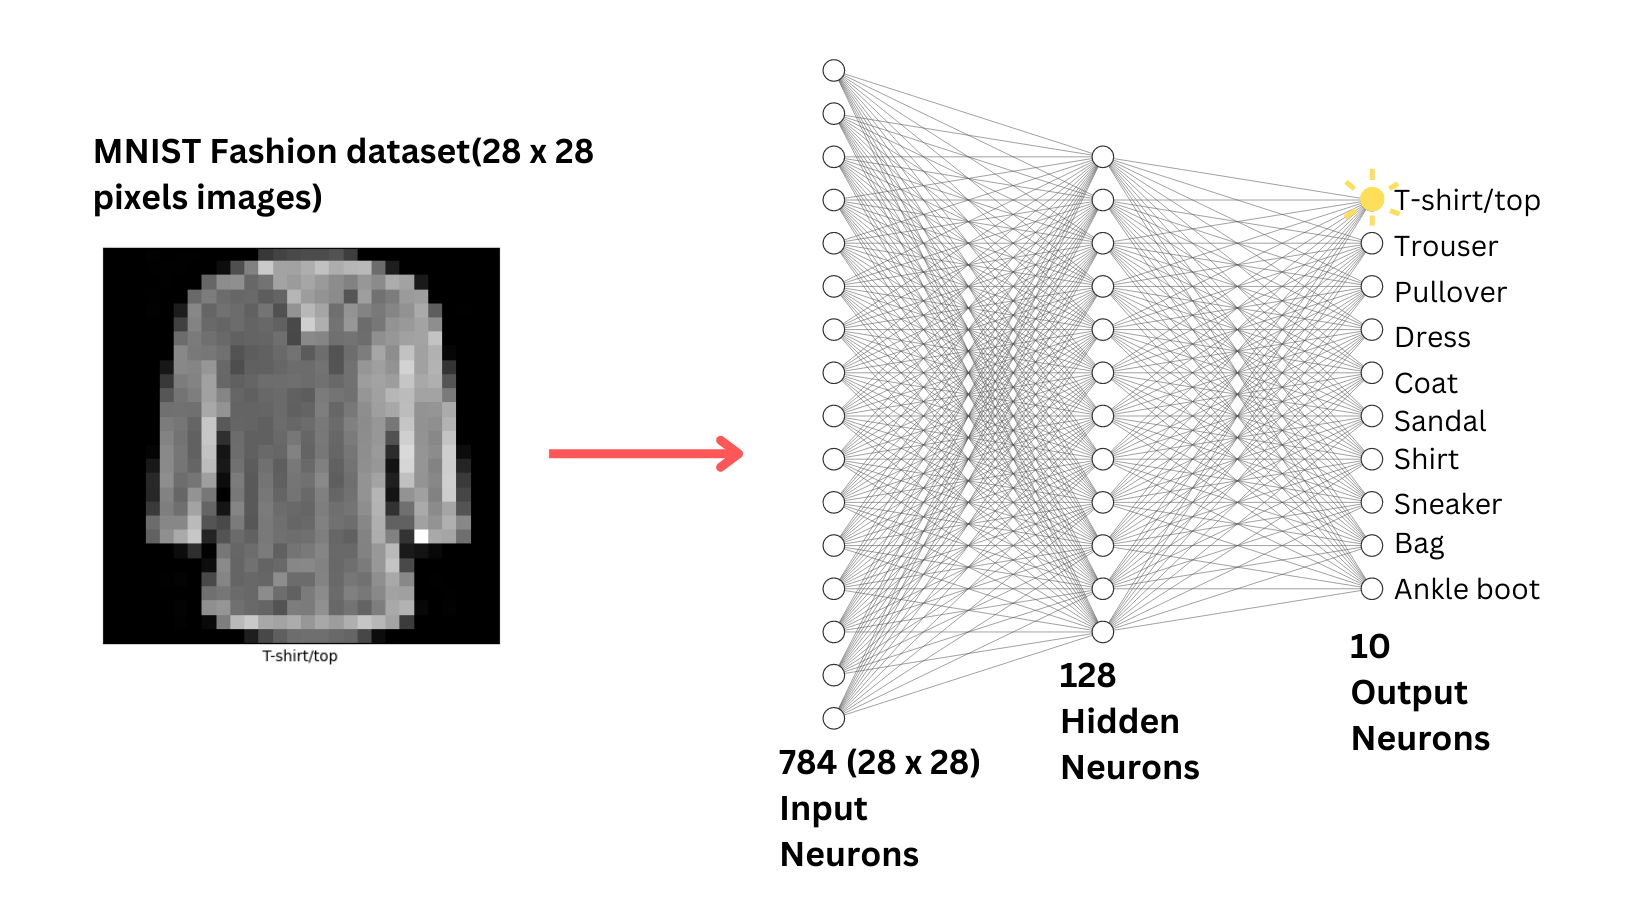 MNIST Fashion dataset(28 x 28
pixels images)
T-shirt/top
784 (28 x 28)
Input
Neurons
128
Hidden
Neurons
T-shirt/top
Trouser
Pullover
Dress
Coat
Sandal
Shirt
Sneaker
Bag
Ankle boot
10
Output
Neurons